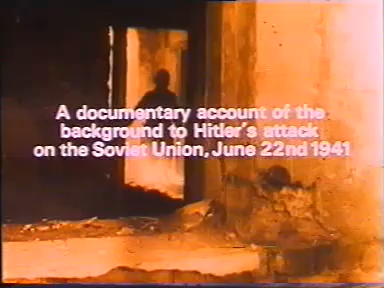 A documentary account of the
background to Hitler's attack
on the Soviet Union, June 22nd 1941